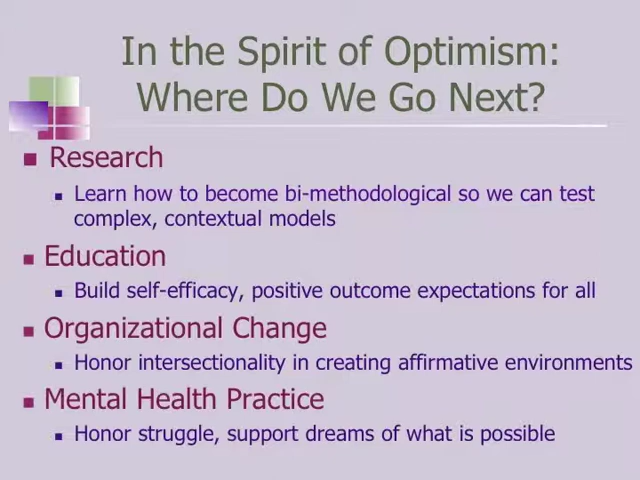 In the Spirit of Optimism:
Where Do We Go Next?
Research
Learn how to become bi-methodological so we can test
complex, contextual models
Education
Build self-efficacy, positive outcome expectations for all
Organizational Change
Honor intersectionality in creating affirmative environments
Mental Health Practice
Honor struggle, support dreams of what is possible